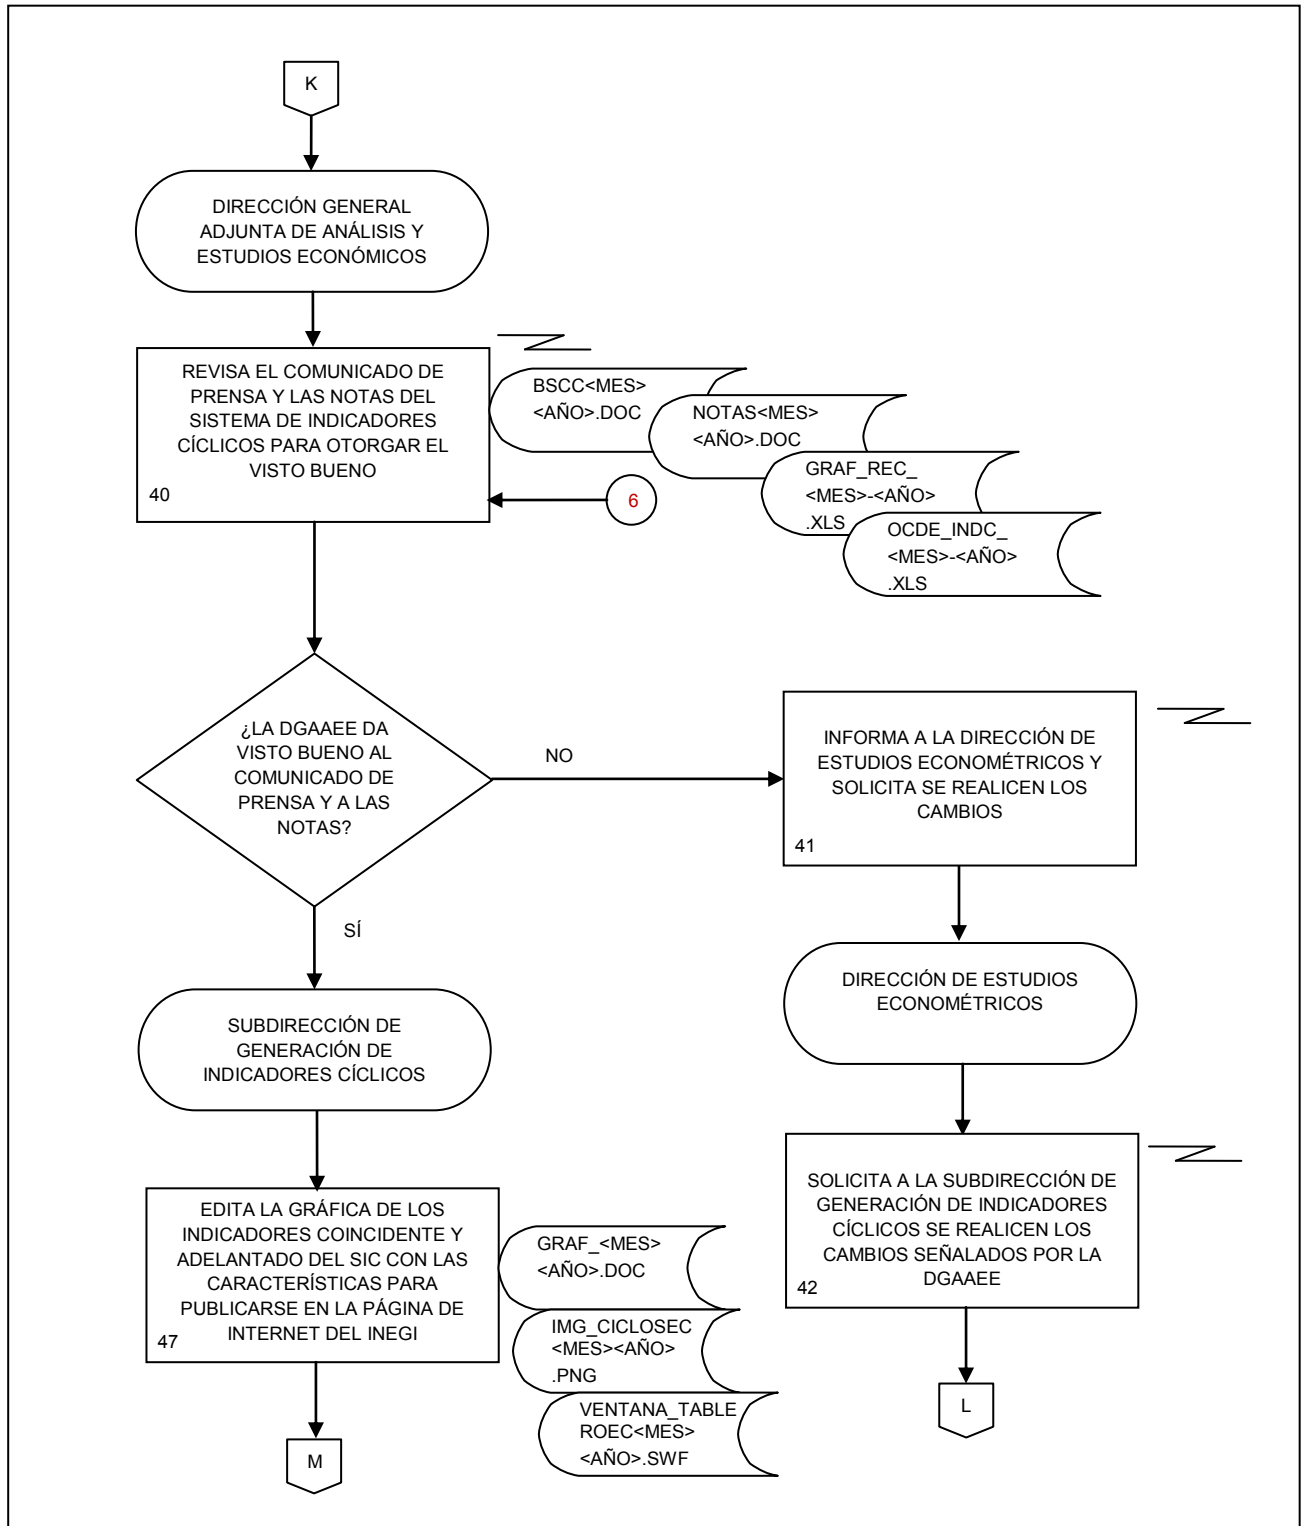 K
DIRECCIÓN GENERAL
ADJUNTA DE ANÁLISIS Y
ESTUDIOS ECONÓMICOS
REVISA EL COMUNICADO DE
PRENSA Y LAS NOTAS DEL
SISTEMA DE INDICADORES
CÍCLICOS PARA OTORGAR EL
VISTO BUENO
40
BSCC<MES>
<AÑO>.DOC
NOTAS<MES>
<AÑO>.DOC
GRAF_REC_
<MES>-<AÑO>
.XLS
OCDE_INDC_
<MES>-<AÑO>
.XLS
6
¿LA DGAAEE DA
VISTO BUENO AL
COMUNICADO DE
PRENSA Y A LAS
NOTAS?
NO
INFORMA A LA DIRECCIÓN DE
ESTUDIOS ECONOMÉTRICOS Y
SOLICITA SE REALICEN LOS
CAMBIOS
41
SÍ
DIRECCIÓN DE ESTUDIOS
ECONOMÉTRICOS
SUBDIRECCIÓN DE
GENERACIÓN DE
INDICADORES CÍCLICOS
SOLICITA A LA SUBDIRECCIÓN DE
GENERACIÓN DE INDICADORES
CÍCLICOS SE REALICEN LOS
CAMBIOS SEÑALADOS POR LA
DGAAEE
42
EDITA LA GRÁFICA DE LOS
INDICADORES COINCIDENTE Y
ADELANTADO DEL SIC CON LAS
CARACTERÍSTICAS PARA
PUBLICARSE EN LA PÁGINA DE
INTERNET DEL INEGI
47
GRAF_<MES>
<AÑO>.DOC
IMG_CICLOSEC
<MES><AÑO>
.PNG
VENTANA_TABLE
ROEC<MES>
<AÑO>.SWF
L
M